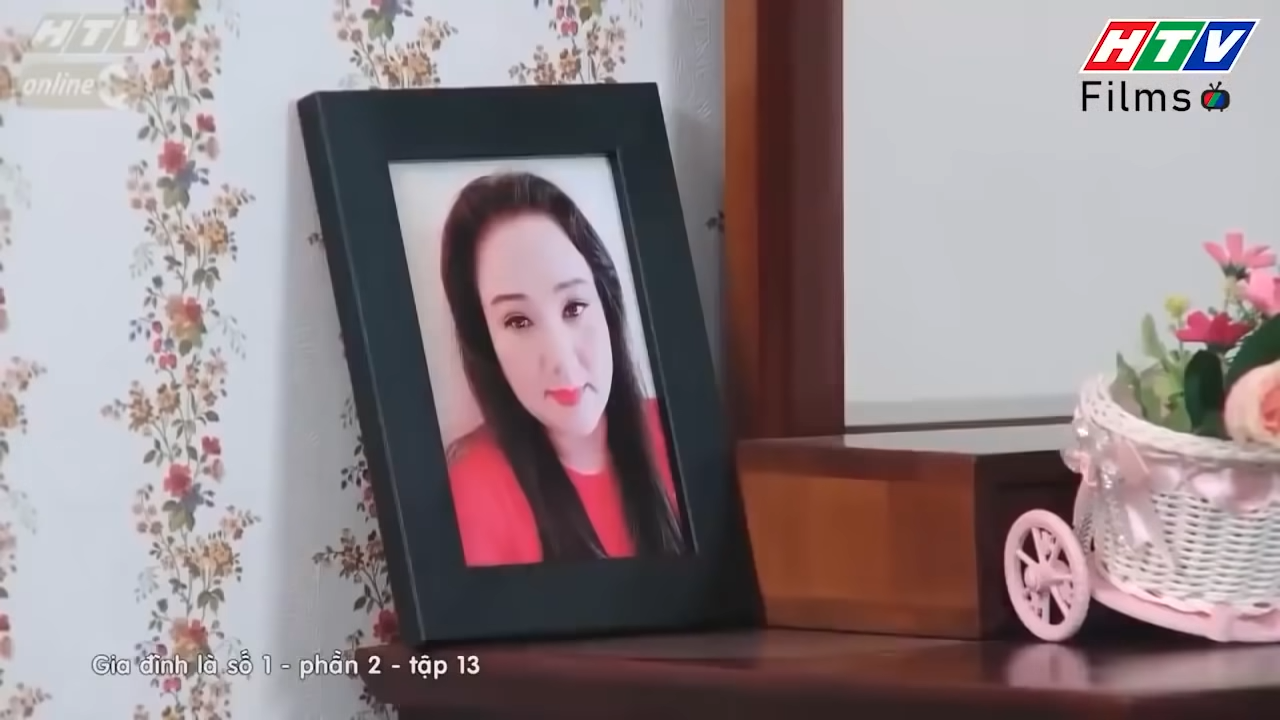 HTV
online
HTV
Films
Gia đình là số 1 - phần 2 - tập 13